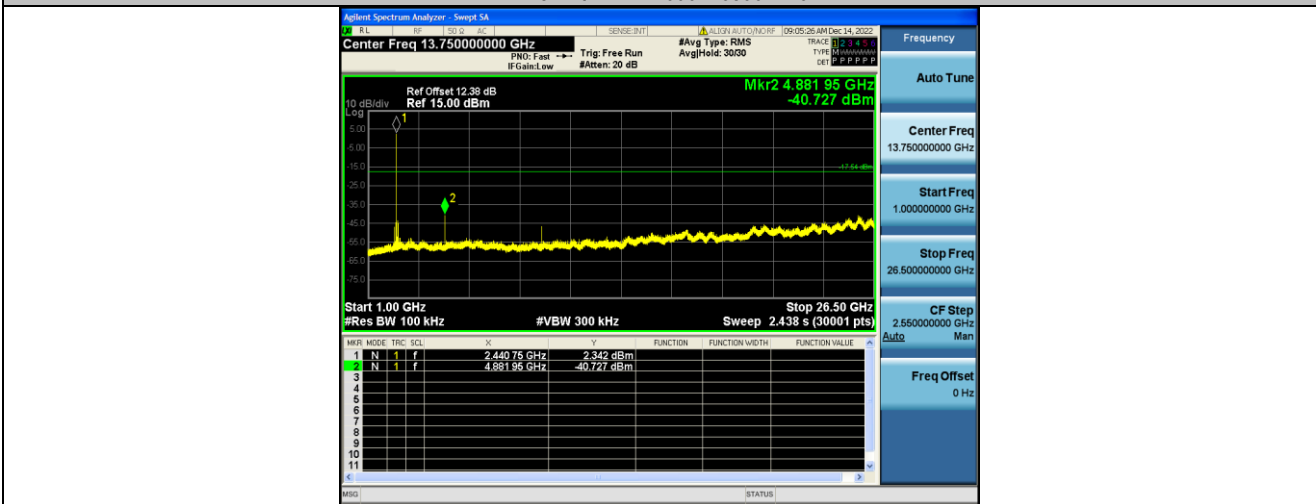 Agilent Spectrum Analyzer - Swept SA
RL RF 50 Ω AC SENSE:INT ALIGN AUTO/NO RF 09:05:26 AM Dec 14, 2022
Center Freq 13.750000000 GHz
PNO: Fast Trig: Free Run
IFGain:Low #Atten: 20 dB
#Avg Type: RMS
Avg|Hold: 30/30
TRACE 1 2 3 4 5 6
TYPE M
DET P P P P P P
Frequency
Auto Tune
Mkr2 4.881 95 GHz
-40.727 dBm
Ref Offset 12.38 dB
10 dB/div Ref 15.00 dBm
Log
1
5.00
-5.00
-15.0
-17.64 dBm
-25.0
2
-35.0
-45.0
-55.0
-65.0
-75.0
Center Freq
13.750000000 GHz
Start Freq
1.000000000 GHz
Stop Freq
26.500000000 GHz
Start 1.00 GHz Stop 26.50 GHz
#Res BW 100 kHz #VBW 300 kHz Sweep 2.438 s (30001 pts)
CF Step
2.550000000 GHz
Auto Man
MKR MODE TRC SCL X Y FUNCTION FUNCTION WIDTH FUNCTION VALUE
1 N 1 f 2.440 75 GHz 2.342 dBm
2 N 1 f 4.881 95 GHz -40.727 dBm
3
4
5
6
7
8
9
10
11
Freq Offset
0 Hz
MSG STATUS